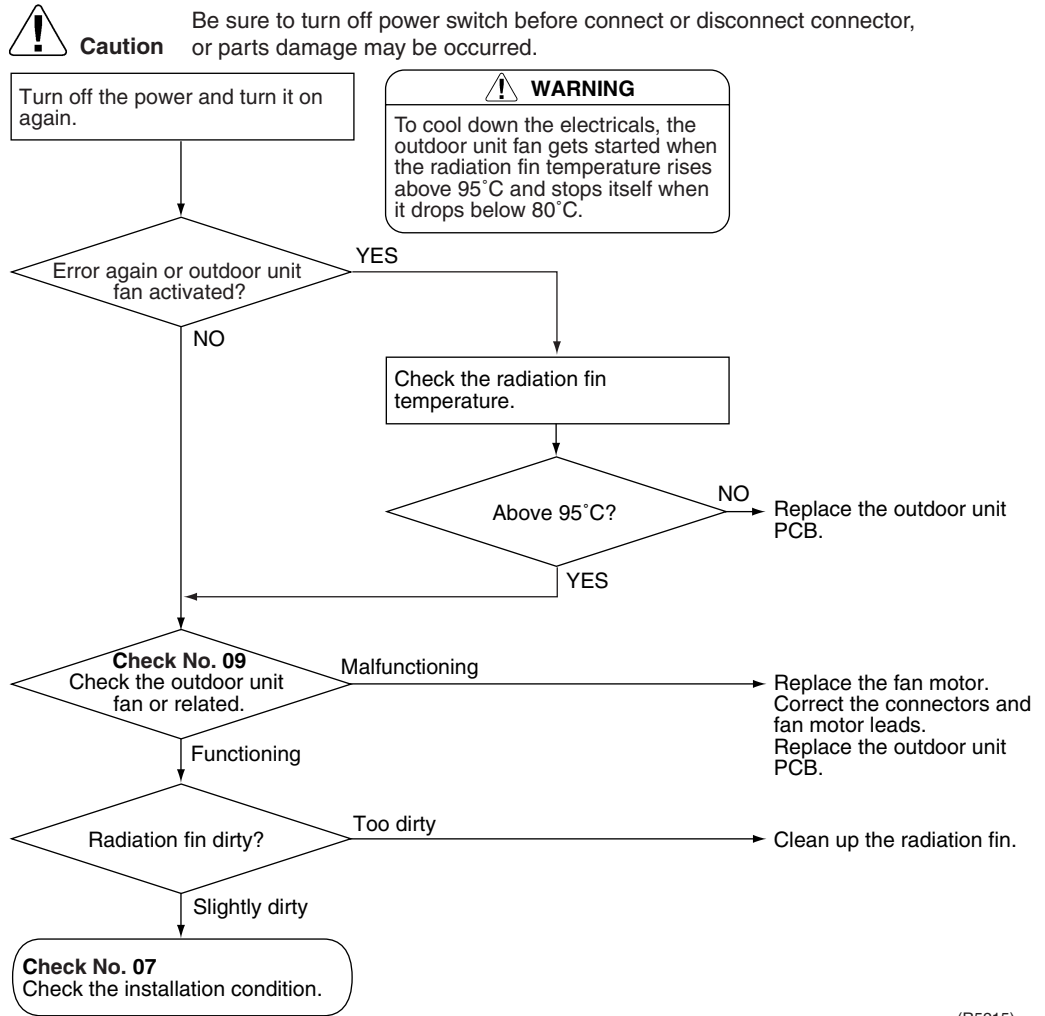 Be sure to turn off power switch before connect or disconnect connector,
Caution or parts damage may be occurred.
Turn off the power and turn it on
again.
WARNING
To cool down the electricals, the
outdoor unit fan gets started when
the radiation fin temperature rises
above 95˚C and stops itself when
it drops below 80˚C.
Error again or outdoor unit
fan activated?
YES
NO
Check the radiation fin
temperature.
Above 95˚C?
NO
Replace the outdoor unit
PCB.
YES
Check No. 09
Check the outdoor unit
fan or related.
Malfunctioning
Replace the fan motor.
Correct the connectors and
fan motor leads.
Replace the outdoor unit
PCB.
Functioning
Radiation fin dirty?
Too dirty
Clean up the radiation fin.
Slightly dirty
Check No. 07
Check the installation condition.